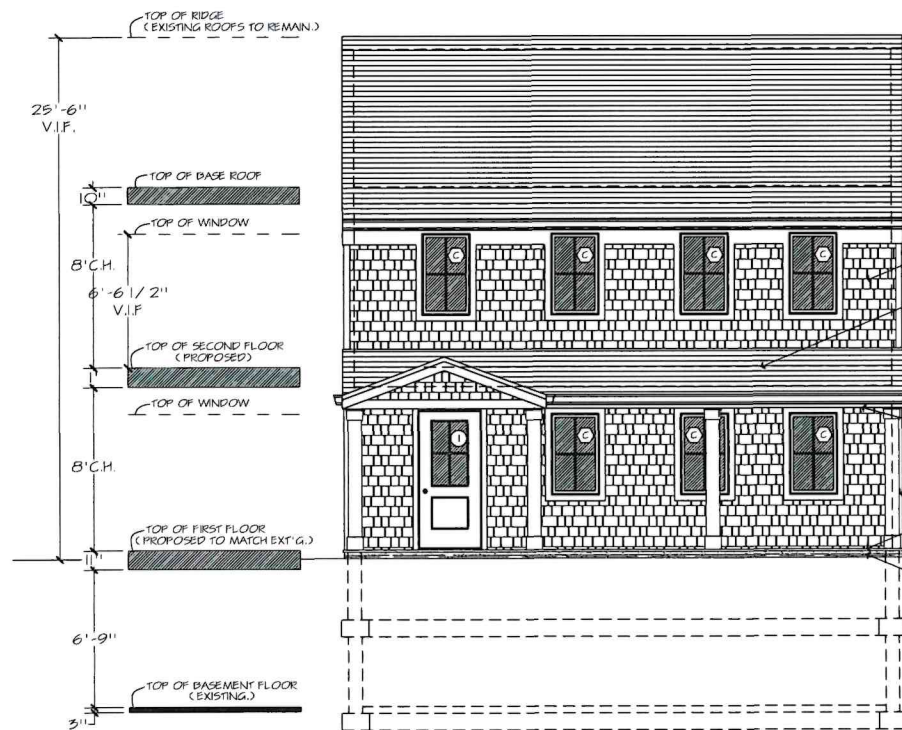 TOP OF RIDGE
(EXISTING ROOFS TO REMAIN.)
25'-6"
V.I.F.
TOP OF BASE ROOF
10"
TOP OF WINDOW
8'C.H.
6'-6 1/2"
V.I.F
C
C
C
C
TOP OF SECOND FLOOR
(PROPOSED)
TOP OF WINDOW
1
C
C
C
8'C.H.
TOP OF FIRST FLOOR
(PROPOSED TO MATCH EXT'G.)
6'-9"
TOP OF BASEMENT FLOOR
(EXISTING.)
3"